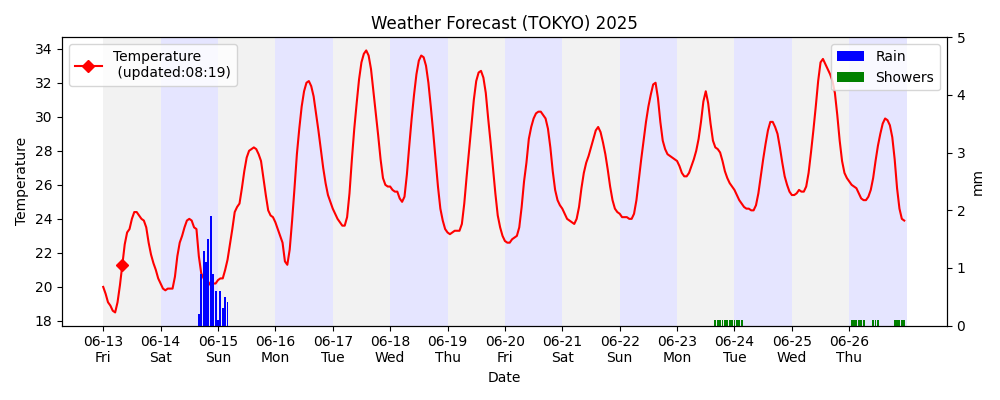 Weather Forecast (TOKYO) 2025
Temperature
(updated:08:19)
Rain
Showers
Temperature
34
32
30
28
26
24
22
20
18
5
4
3
2
1
0
mm
06-13 06-14 06-15 06-16 06-17 06-18 06-19 06-20 06-21 06-22 06-23 06-24 06-25 06-26
Fri Sat Sun Mon Tue Wed Thu Fri Sat Sun Mon Tue Wed Thu
Date